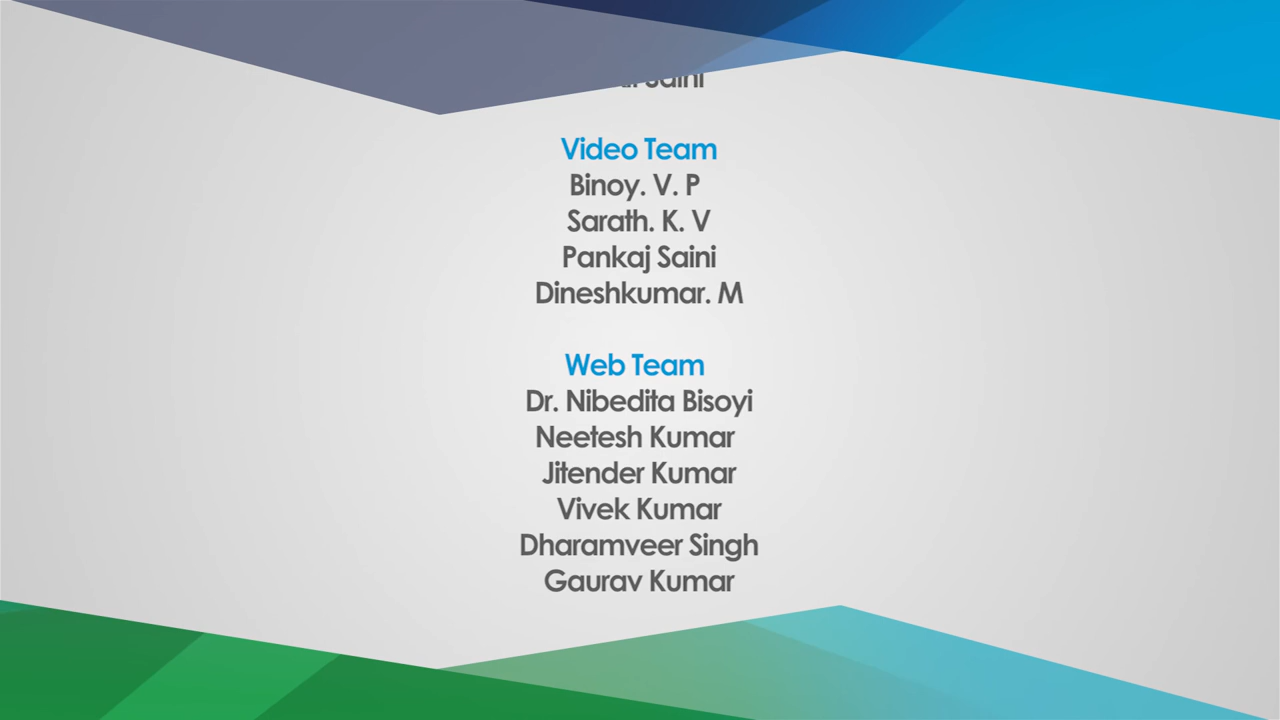 Saini
Video Team
Binoy. V. P
Sarath. K. V
Pankaj Saini
Dineshkumar. M
Web Team
Dr. Nibedita Bisoyi
Neetesh Kumar
Jitender Kumar
Vivek Kumar
Dharamveer Singh
Gaurav Kumar